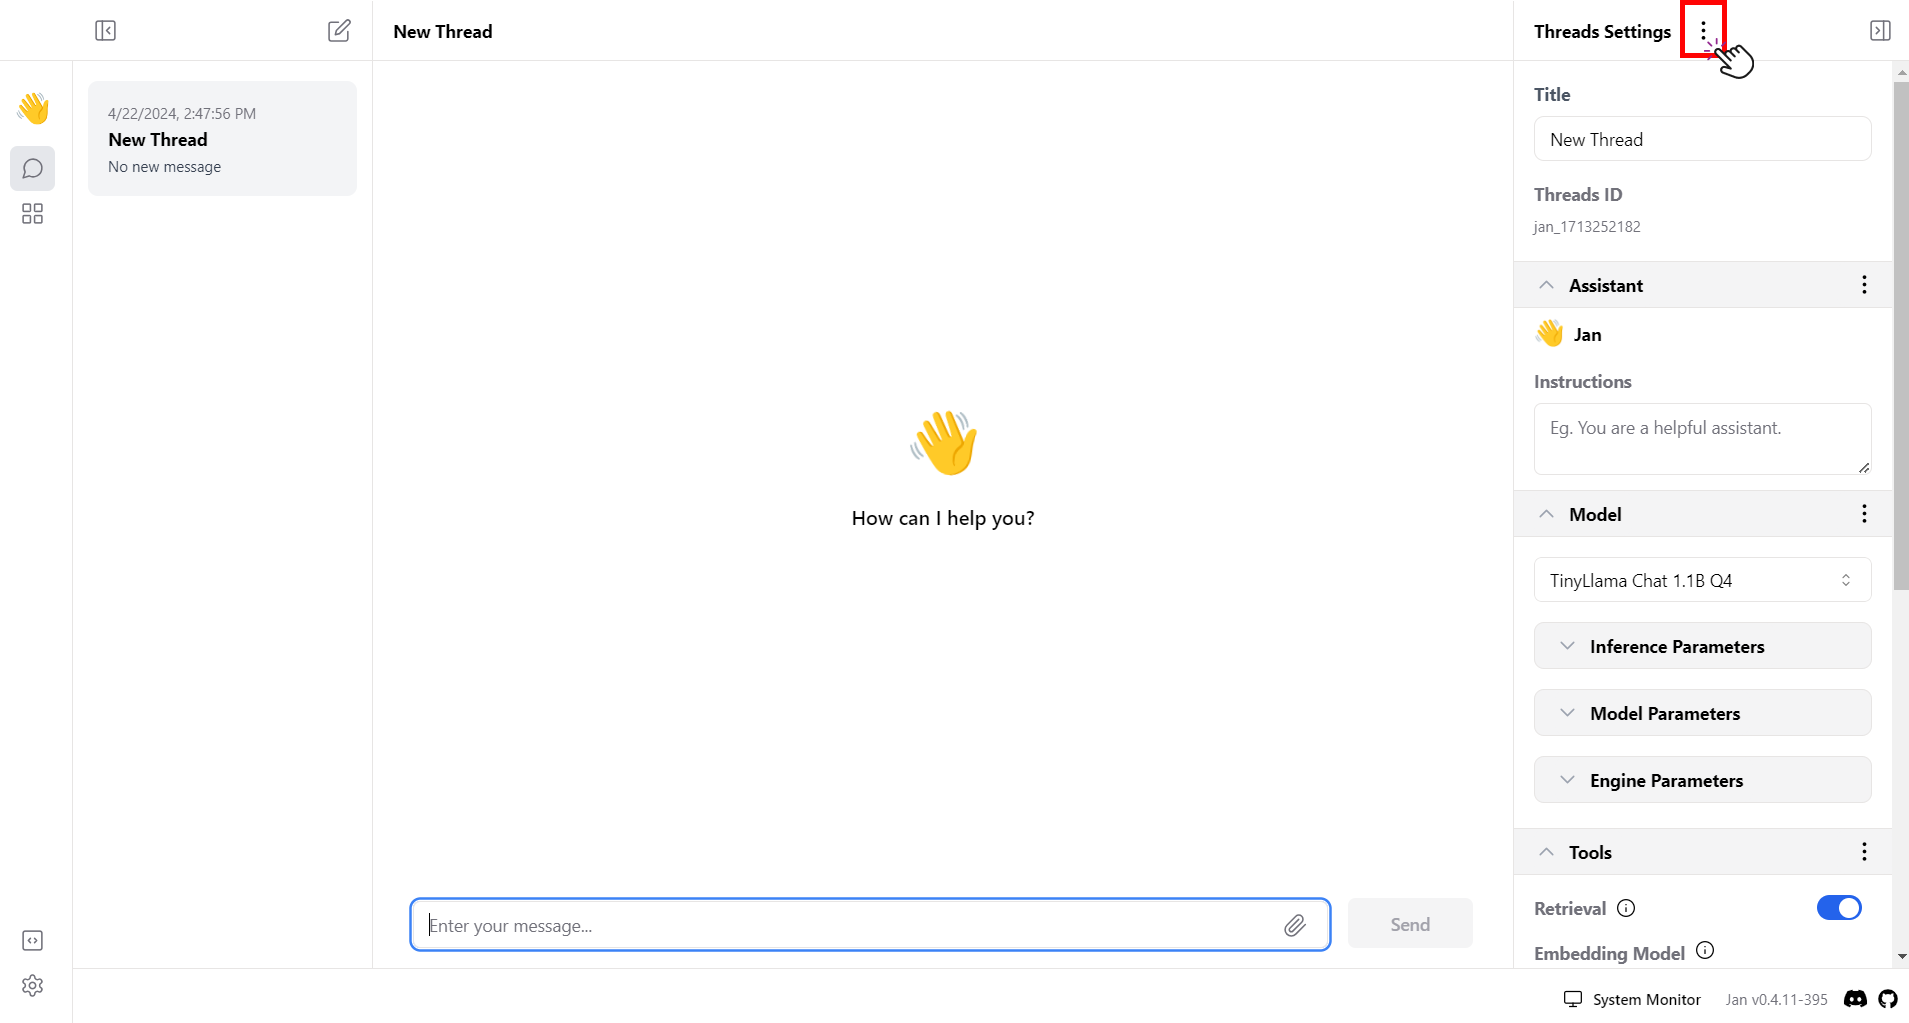 New Thread
Threads Settings
4/22/2024, 2:47:56 PM
New Thread
No new message
How can I help you?
Enter your message...
Send
Title
New Thread
Threads ID
jan_1713252182
Assistant
Jan
Instructions
Eg. You are a helpful assistant.
Model
TinyLlama Chat 1.1B Q4
Inference Parameters
Model Parameters
Engine Parameters
Tools
Retrieval
Embedding Model
System Monitor
Jan v0.4.11-395